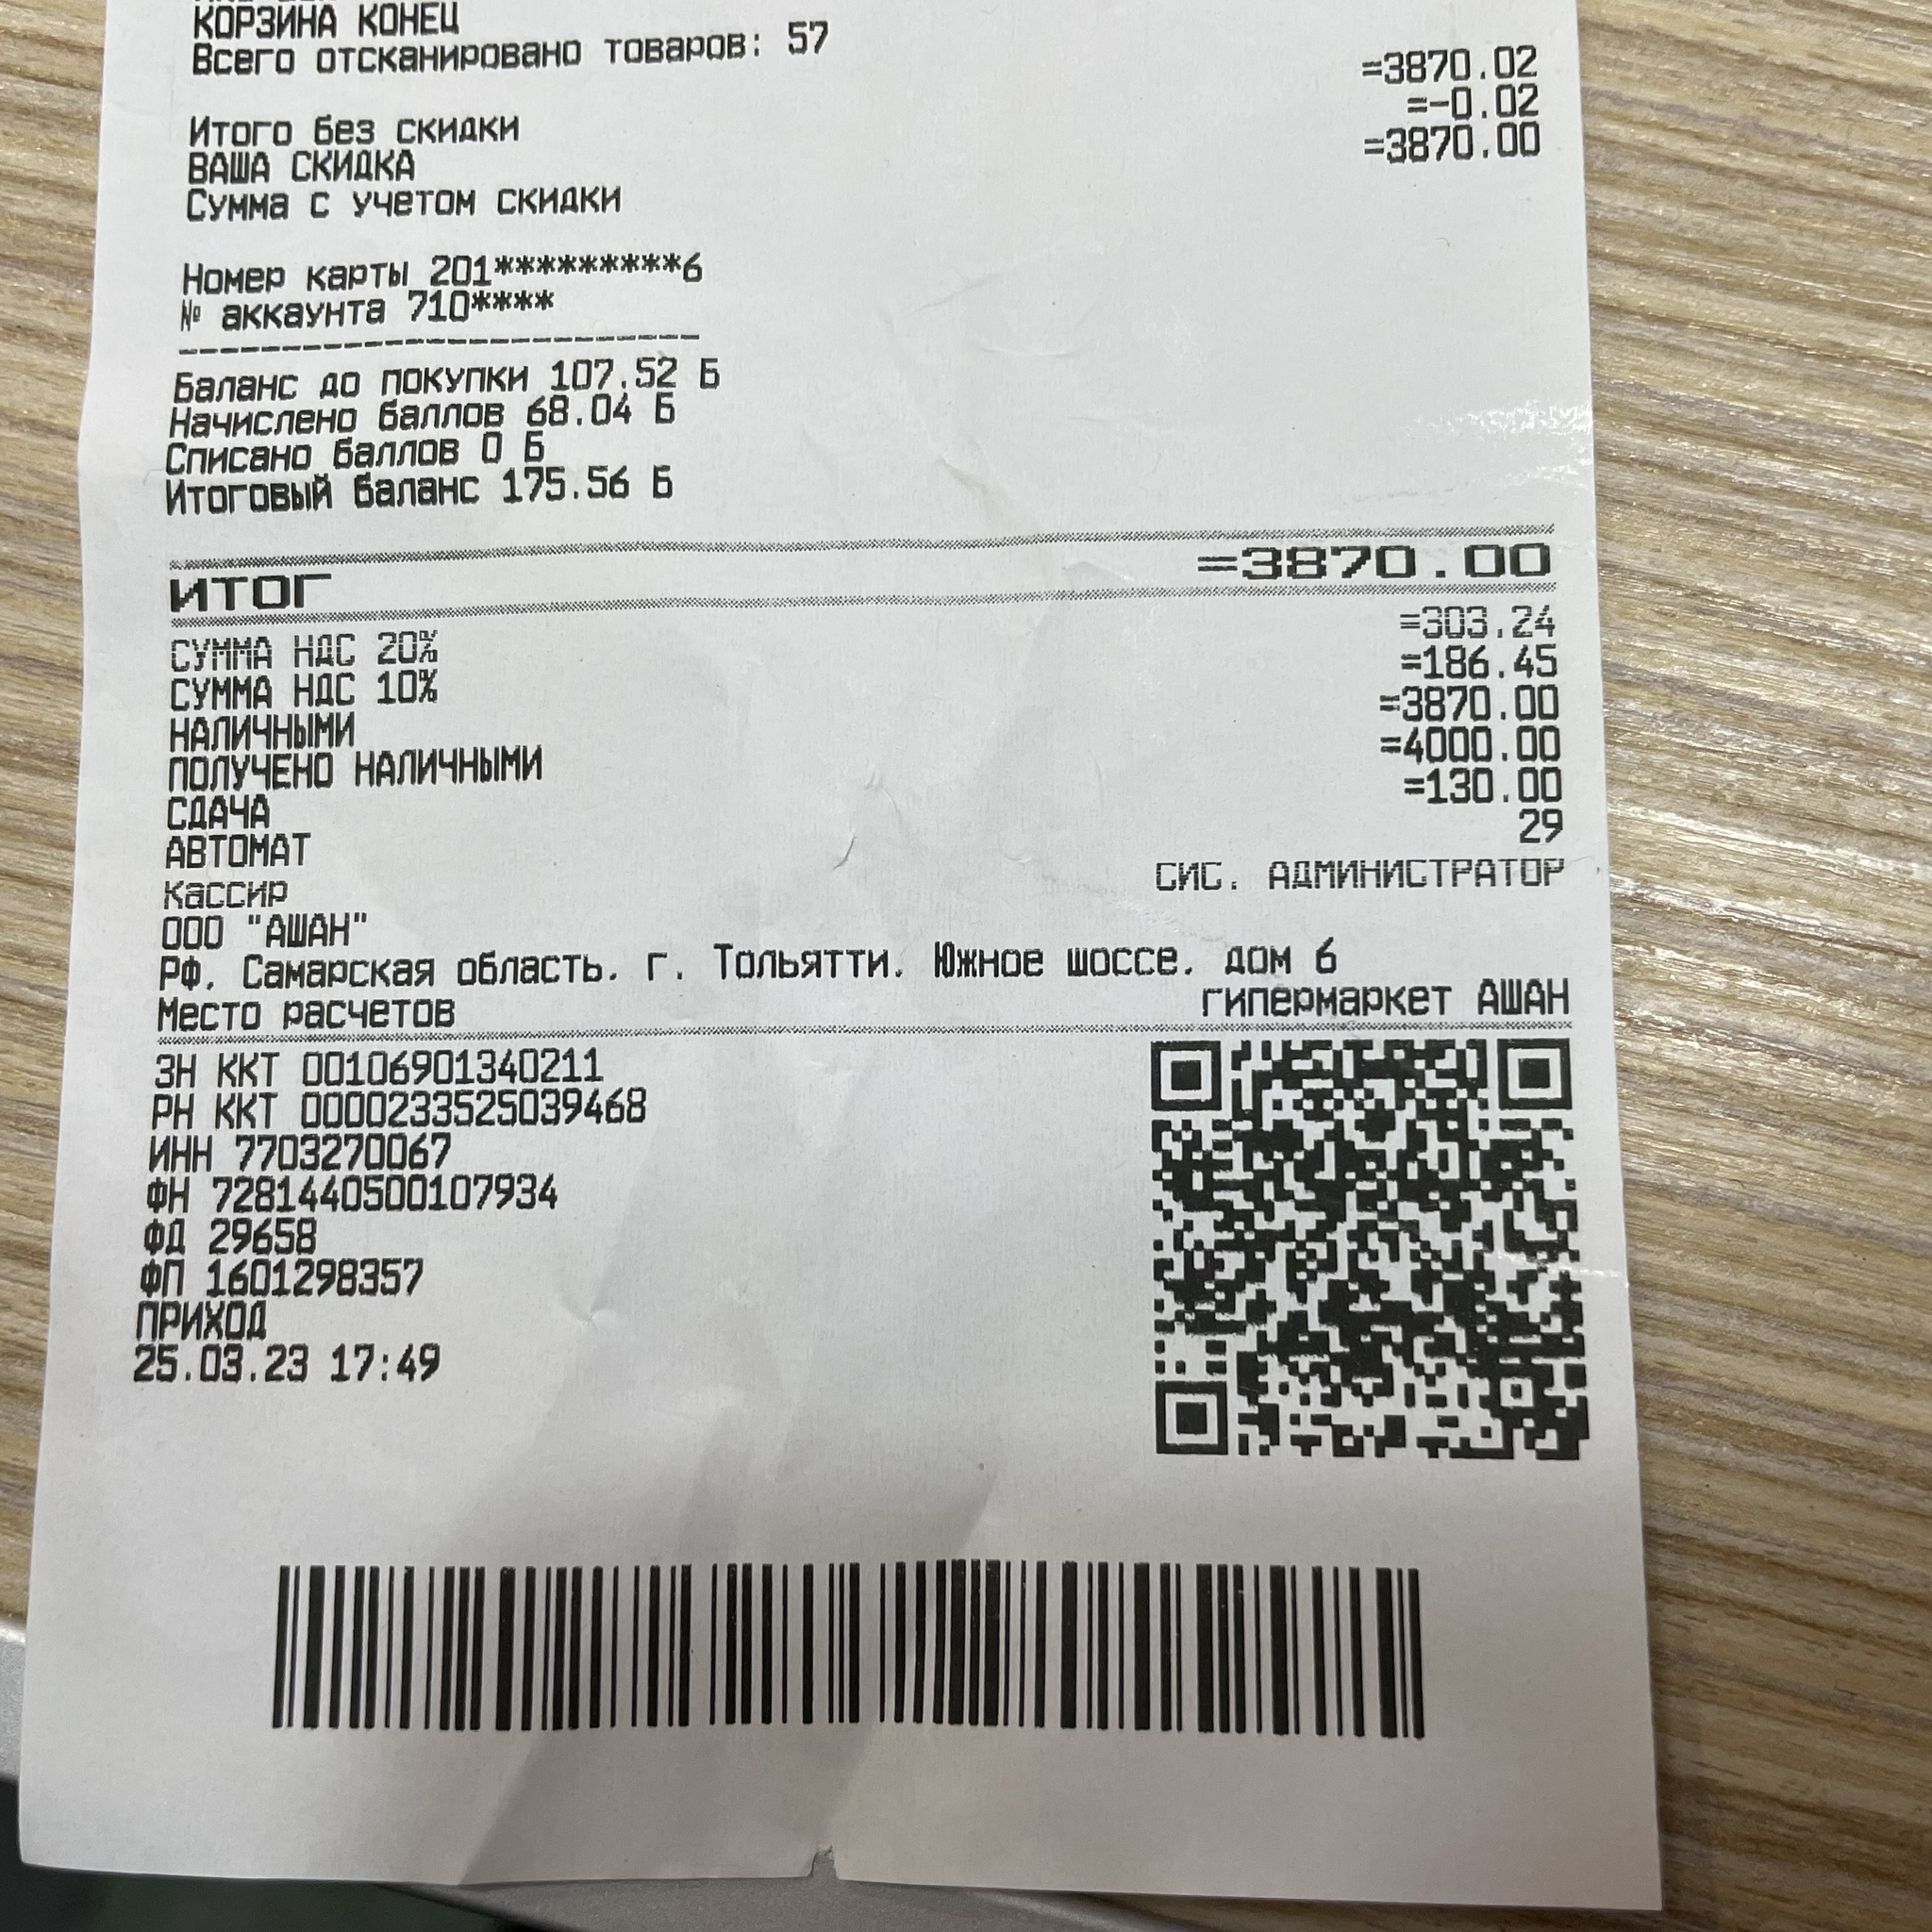 КОРЗИНА КОНЕЦ
Всего отсканировано товаров: 57
Итого без скидки =3870.02
ВАША СКИДКА =-0.02
Сумма с учетом скидки =3870.00
Номер карты 201*********6
№ аккаунта 710****
--------------------------
Баланс до покупки 107.52 Б
Начислено баллов 68.04 Б
Списано баллов 0 Б
Итоговый баланс 175.56 Б
ИТОГ =3870.00
СУММА НДС 20% =303.24
СУММА НДС 10% =186.45
НАЛИЧНЫМИ =3870.00
ПОЛУЧЕНО НАЛИЧНЫМИ =4000.00
СДАЧА =130.00
АВТОМАТ 29
Кассир СИС. АДМИНИСТРАТОР
ООО "АШАН"
РФ, Самарская область, г. Тольятти, Южное шоссе, дом 6
Место расчетов гипермаркет АШАН
ЗН ККТ 00106901340211
РН ККТ 0000233525039468
ИНН 7703270067
ФН 7281440500107934
ФД 29658
ФП 1601298357
ПРИХОД
25.03.23 17:49